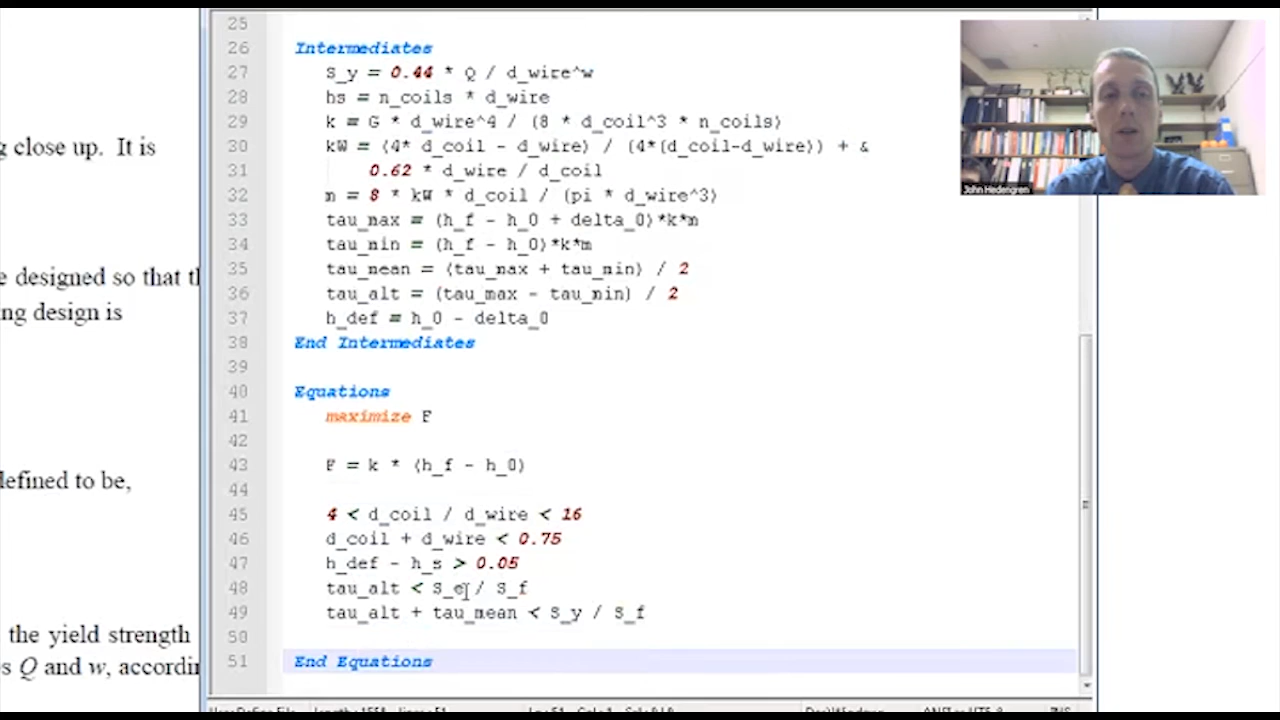 g close up. It is
e designed so that th
ng design is
defined to be,
the yield strength
s Q and w, accordin
25
26 Intermediates
27 S_y = 0.44 * Q / d_wire^w
28 hs = n_coils * d_wire
29 k = G * d_wire^4 / (8 * d_coil^3 * n_coils)
30 kW = (4* d_coil - d_wire) / (4*(d_coil-d_wire)) + &
31 0.62 * d_wire / d_coil
32 m = 8 * kW * d_coil / (pi * d_wire^3)
33 tau_max = (h_f - h_0 + delta_0)*k*m
34 tau_min = (h_f - h_0)*k*m
35 tau_mean = (tau_max + tau_min) / 2
36 tau_alt = (tau_max - tau_min) / 2
37 h_def = h_0 - delta_0
38 End Intermediates
39
40 Equations
41 maximize F
42
43 F = k * (h_f - h_0)
44
45 4 < d_coil / d_wire < 16
46 d_coil + d_wire < 0.75
47 h_def - h_s > 0.05
48 tau_alt < S_e / S_f
49 tau_alt + tau_mean < S_y / S_f
50
51 End Equations
John Hedengren